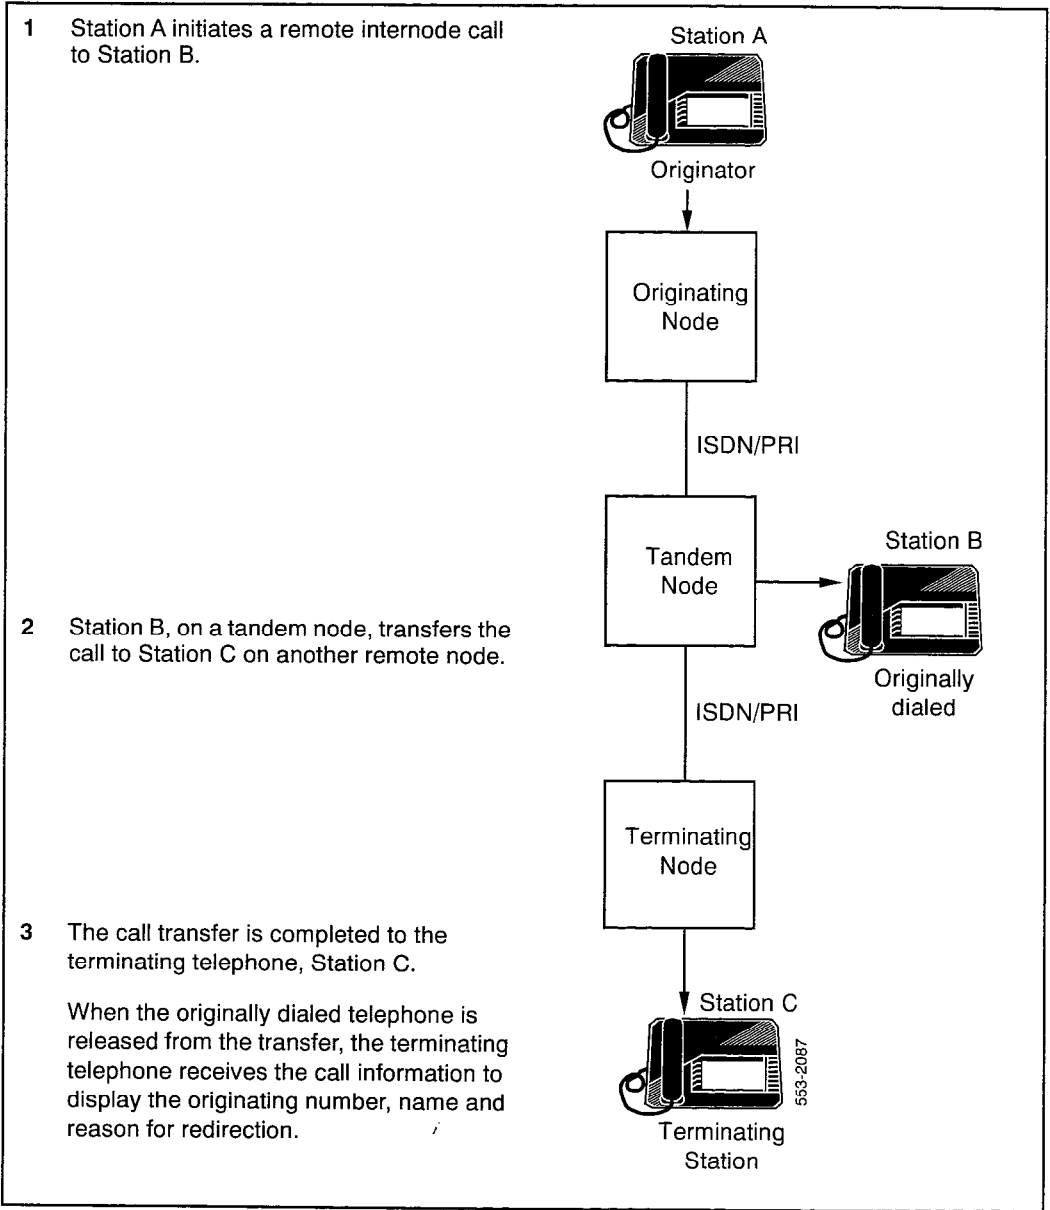 1 Station A initiates a remote internode call
to Station B.
Station A
Originator
Originating
Node
ISDN/PRI
Tandem
Node
Station B
Originally
dialed
2 Station B, on a tandem node, transfers the
call to Station C on another remote node.
ISDN/PRI
Terminating
Node
3 The call transfer is completed to the
terminating telephone, Station C.
When the originally dialed telephone is
released from the transfer, the terminating
telephone receives the call information to
display the originating number, name and
reason for redirection.
Station C
553-2087
Terminating
Station